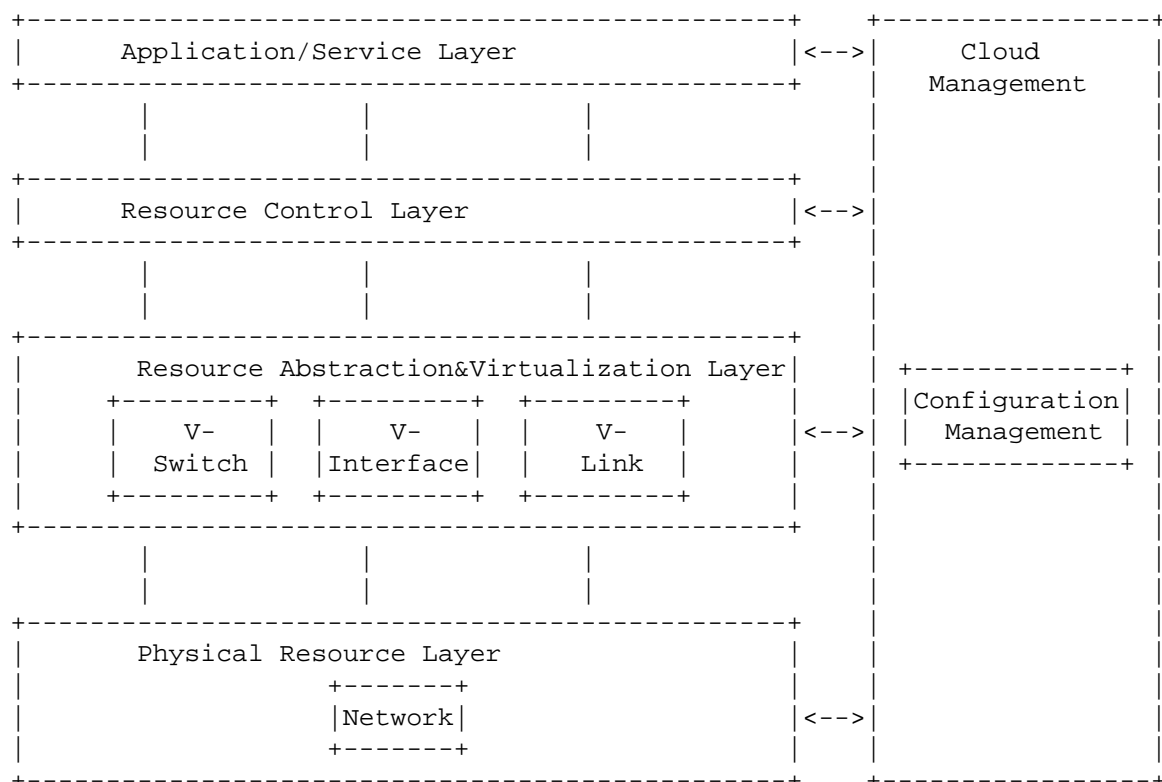 Application/Service Layer
Cloud
Management
Resource Control Layer
Resource Abstraction&Virtualization Layer
V-
Switch
V-
Interface
V-
Link
Configuration
Management
Physical Resource Layer
Network